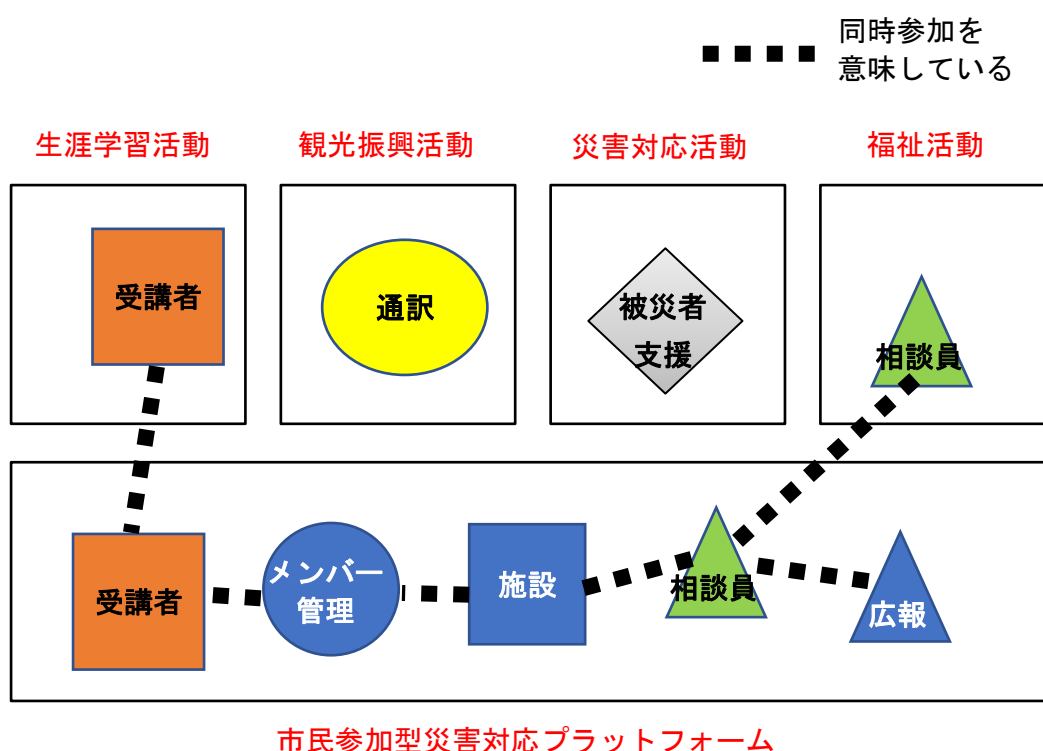 同時参加を
意味している
生涯学習活動
観光振興活動
災害対応活動
福祉活動
受講者
通訳
被災者
支援
相談員
受講者
メンバー
管理
施設
相談員
広報
市民参加型災害対応プラットフォーム